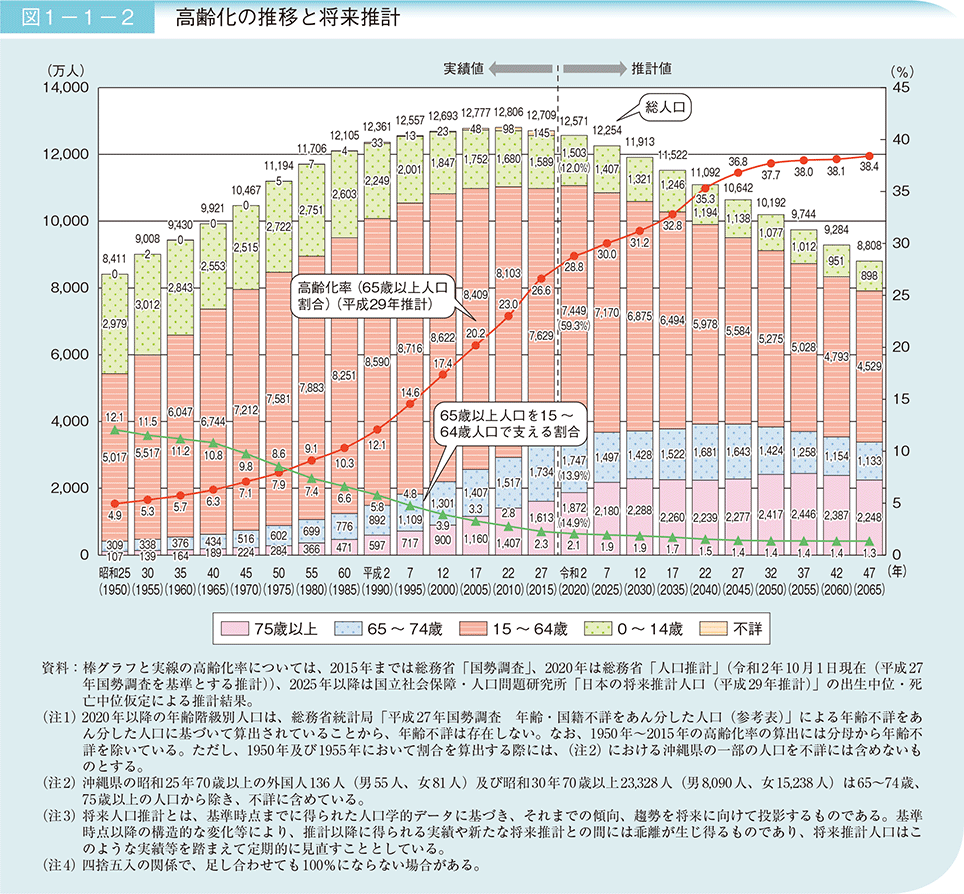 図1-1-2
高齢化の推移と将来推計
(万人)
実績値
推計値
(%)
14,000
12,000
10,000
8,000
6,000
4,000
2,000
0
45
40
35
30
25
20
15
10
5
0
総人口
高齢化率(65歳以上人口
割合)(平成29年推計)
65歳以上人口を15~
64歳人口で支える割合
8,411 9,008 9,430 9,921 10,467 11,194 11,706 12,105 12,361 12,557 12,693 12,777 12,806 12,709 12,571 12,254 11,913 11,522 11,092 10,642 10,192 9,744 9,284 8,808
0 2 0 0 0 5 7 4 33 13 23 48 98 145
2,979 3,012 2,843 2,553 2,515 2,722 2,751 2,603 2,249 2,001 1,847 1,752 1,680 1,589 1,503 (12.0%) 1,407 1,321 1,246 1,194 1,138 1,077 1,012 951 898
5,017 5,517 6,047 6,744 7,212 7,581 7,883 8,251 8,590 8,716 8,622 8,409 8,103 7,629 7,449 (59.3%) 7,170 6,875 6,494 5,978 5,584 5,275 5,028 4,793 4,529
309 338 376 434 516 602 699 776 892 1,109 1,301 1,407 1,517 1,734 1,747 (13.9%) 1,497 1,428 1,522 1,681 1,643 1,424 1,258 1,154 1,133
107 139 164 189 224 284 366 471 597 717 900 1,160 1,407 1,613 1,872 (14.9%) 2,180 2,288 2,260 2,239 2,277 2,417 2,446 2,387 2,248
4.9 5.3 5.7 6.3 7.1 7.9 9.1 10.3 12.1 14.6 17.4 20.2 23.0 26.6 28.8 30.0 31.2 32.8 35.3 36.8 37.7 38.0 38.1 38.4
12.1 11.5 11.2 10.8 9.8 8.6 7.4 6.6 5.8 4.8 3.9 3.3 2.8 2.3 2.1 1.9 1.9 1.7 1.5 1.4 1.4 1.4 1.4 1.3
昭和25 30 35 40 45 50 55 60 平成2 7 12 17 22 27 令和2 7 12 17 22 27 32 37 42 47 (年)
(1950) (1955) (1960) (1965) (1970) (1975) (1980) (1985) (1990) (1995) (2000) (2005) (2010) (2015) (2020) (2025) (2030) (2035) (2040) (2045) (2050) (2055) (2060) (2065)
75歳以上 65~74歳 15~64歳 0~14歳 不詳
資料:棒グラフと実線の高齢化率については、2015年までは総務省「国勢調査」、2020年は総務省「人口推計」(令和2年10月1日現在(平成27
年国勢調査を基準とする推計))、2025年以降は国立社会保障・人口問題研究所「日本の将来推計人口(平成29年推計)」の出生中位・死
亡中位仮定による推計結果。
(注1)2020年以降の年齢階級別人口は、総務省統計局「平成27年国勢調査 年齢・国籍不詳をあん分した人口(参考表)」による年齢不詳をあ
ん分した人口に基づいて算出されていることから、年齢不詳は存在しない。なお、1950年~2015年の高齢化率の算出には分母から年齢不
詳を除いている。ただし、1950年及び1955年において割合を算出する際には、(注2)における沖縄県の一部の人口を不詳には含めないも
のとする。
(注2)沖縄県の昭和25年70歳以上の外国人136人(男55人、女81人)及び昭和30年70歳以上23,328人(男8,090人、女15,238人)は65~74歳、
75歳以上の人口から除き、不詳に含めている。
(注3)将来人口推計とは、基準時点までに得られた人口学的データに基づき、それまでの傾向、趨勢を将来に向けて投影するものである。基準
時点以降の構造的な変化等により、推計以降に得られる実績や新たな将来推計との間には乖離が生じ得るものであり、将来推計人口はこ
のような実績等を踏まえて定期的に見直すこととしている。
(注4)四捨五入の関係で、足し合わせても100%にならない場合がある。